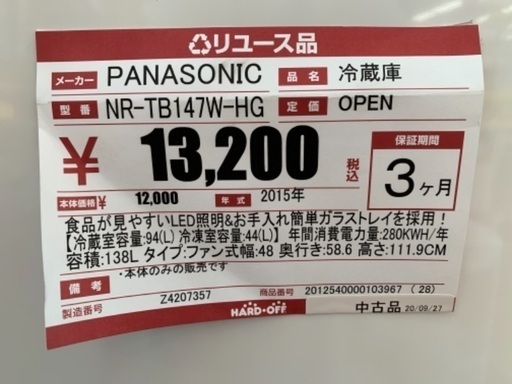 リユース品
メーカー PANASONIC 品名 冷蔵庫
型番 NR-TB147W-HG 定価 OPEN
¥13,200 税込 保証期間 3ヶ月
本体価格¥ 12,000 年式 2015年
食品が見やすいLED照明&お手入れ簡単ガラストレイを採用!
【冷蔵室容量:94(L) 冷凍室容量:44(L)】 年間消費電力量:280KWH/年
容積:138L タイプ:ファン式幅:48 奥行き:58.6 高さ:111.9CM
・本体のみの販売です
備考
製造番号 Z4207357 商品番号 2012540000103967 (28)
HARD・OFF 中古品 20/09/27